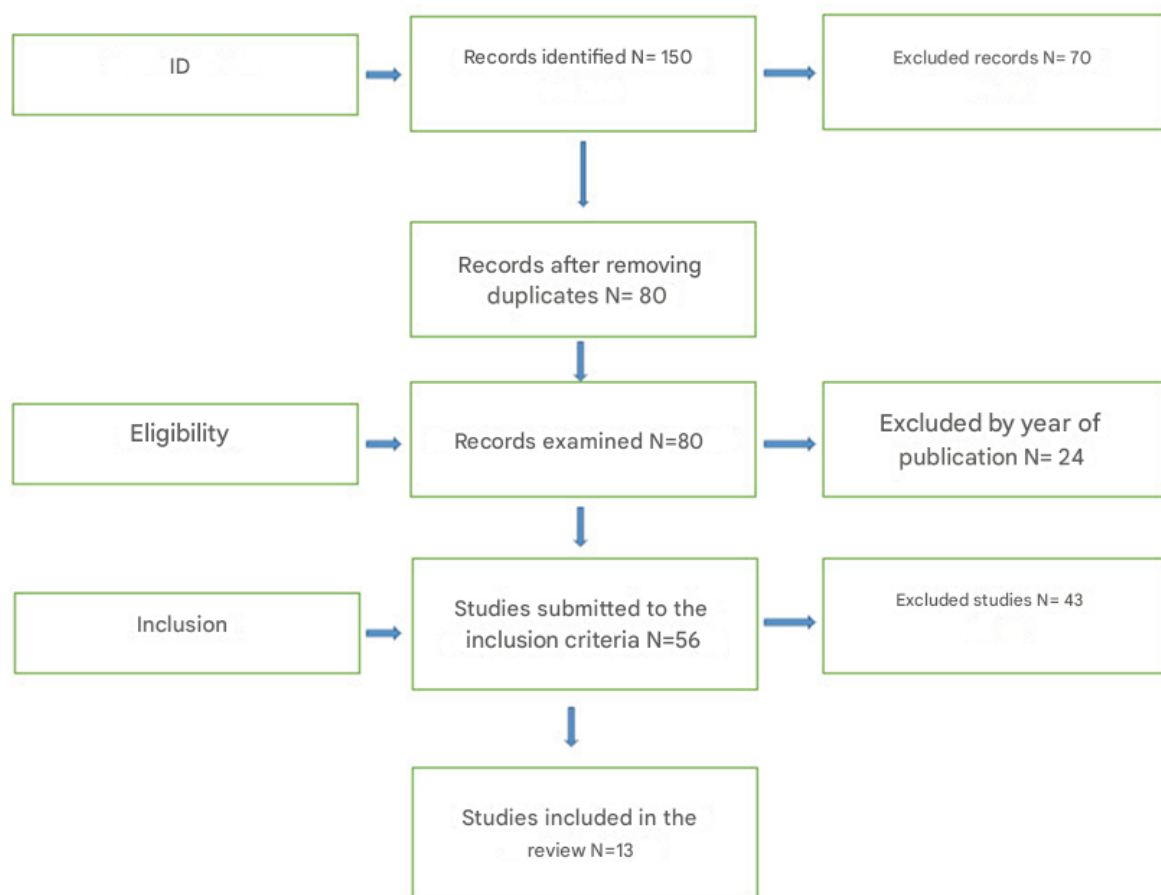 ID
Records identified N= 150
Excluded records N= 70
Records after removing
duplicates N= 80
Eligibility
Records examined N=80
Excluded by year of
publication N= 24
Inclusion
Studies submitted to the
inclusion criteria N=56
Excluded studies N= 43
Studies included in the
review N=13